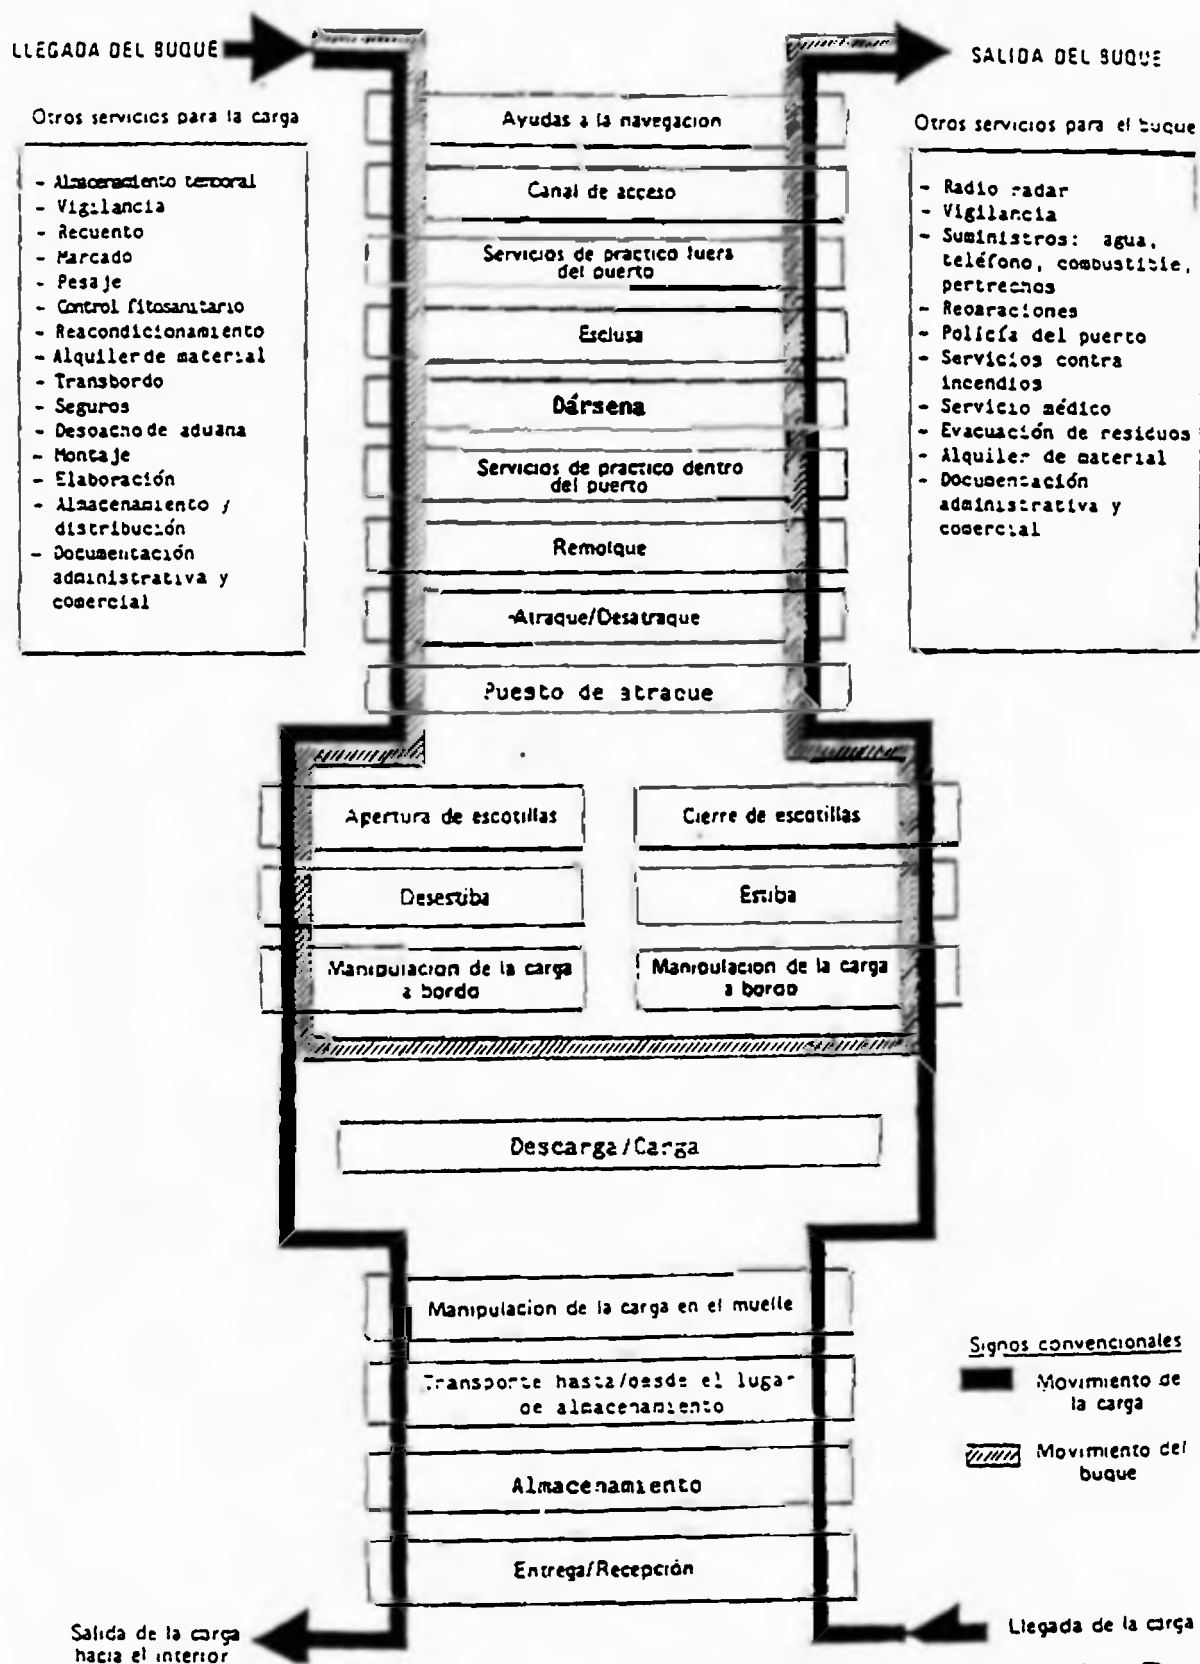 LLEGADA DEL BUQUE
SALIDA DEL BUQUE
Otros servicios para la carga
- Almacenamiento temporal
- Vigilancia
- Recuento
- Marcado
- Pesaje
- Control fitosanitario
- Reacondicionamiento
- Alquiler de material
- Transbordo
- Seguros
- Despacho de aduana
- Montaje
- Elaboración
- Almacenamiento y
distribución
- Documentación
administrativa y
comercial
Ayudas a la navegacion
Canal de acceso
Servicios de practico fuera
del puerto
Esclusa
Dársena
Servicios de practico dentro
del puerto
Remolque
Atraque/Desatraque
Puesto de atraque
Otros servicios para el buque
- Radio radar
- Vigilancia
- Suministros: agua,
teléfono, combustible,
pertrechos
- Reparaciones
- Policía del puerto
- Servicios contra
incendios
- Servicio médico
- Evacuación de residuos
- Alquiler de material
- Documentación
administrativa y
comercial
Apertura de escotillas
Cierre de escotillas
Desestiba
Estiba
Manipulacion de la carga
a bordo
Manipulacion de la carga
a bordo
Descarga/Carga
Manipulacion de la carga en el muelle
Transporte hasta/desde el lugar
de almacenamiento
Almacenamiento
Entrega/Recepción
Signos convencionales
Movimiento de
la carga
Movimiento del
buque
Salida de la carga
hacia el interior
Llegada de la carga